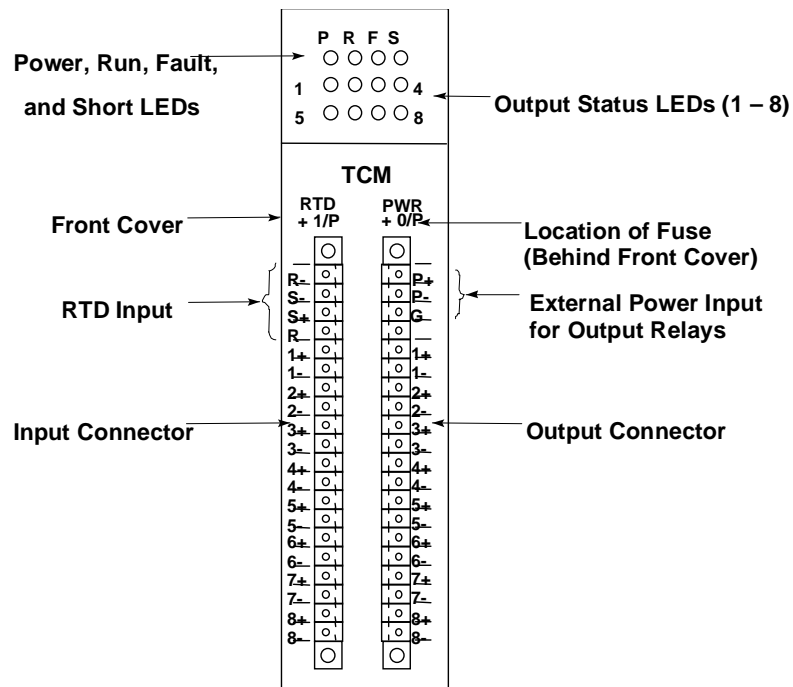 P R F S
Power, Run, Fault,
and Short LEDs
1 4
5 8
Output Status LEDs (1 – 8)
TCM
RTD PWR
+ 1/P + 0/P
Front Cover
Location of Fuse
(Behind Front Cover)
R- P+
S- P-
S+ G
R
RTD Input
External Power Input
for Output Relays
1+ 1+
1- 1-
2+ 2+
2- 2-
3+ 3+
3- 3-
Input Connector
Output Connector
4+ 4+
4- 4-
5+ 5+
5- 5-
6+ 6+
6- 6-
7+ 7+
7- 7-
8+ 8+
8- 8-